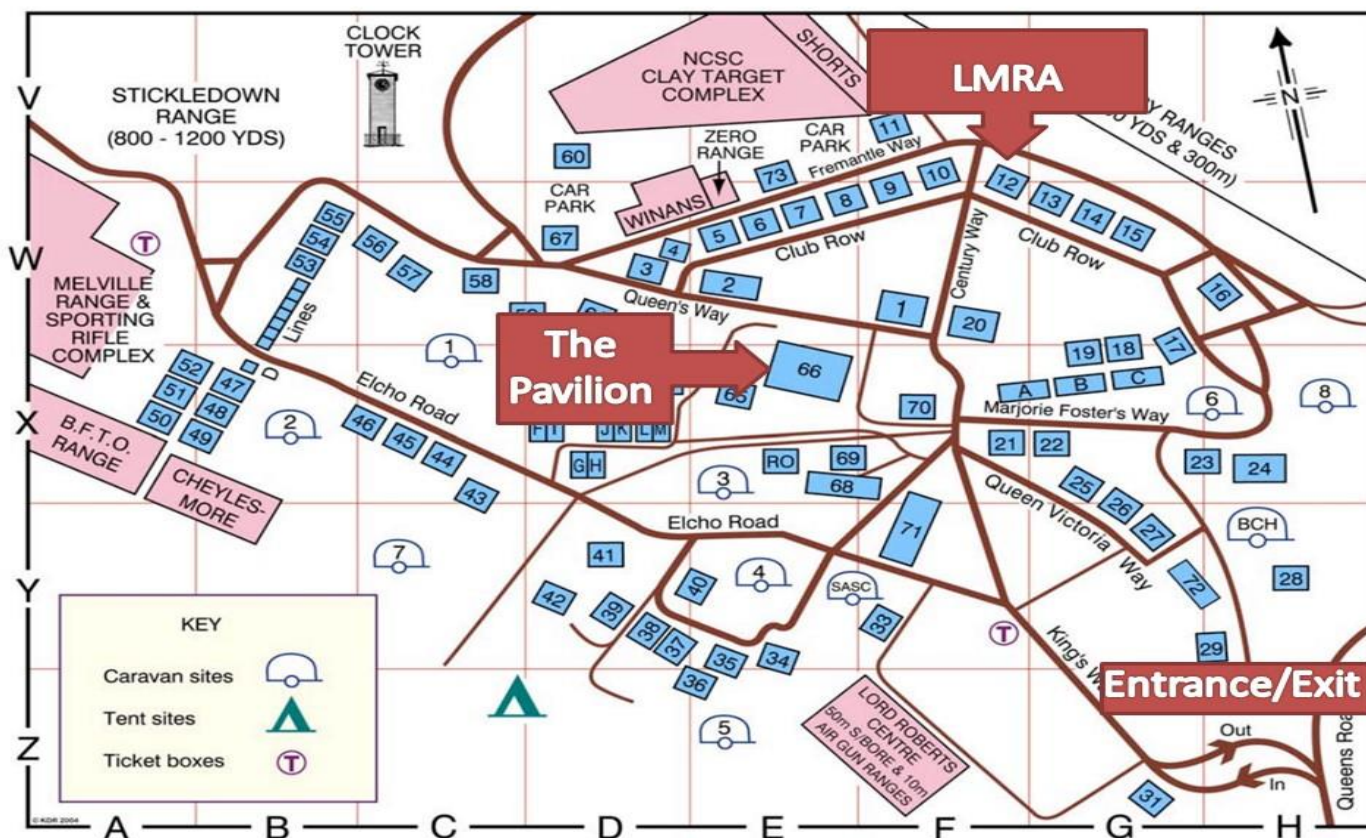 CLOCK
TOWER
NCSC
CLAY TARGET
COMPLEX
SHORTS
LMRA
N
V
STICKLEDOWN
RANGE
(800 - 1200 YDS)
RANGES
YDS & 300m)
60
ZERO
RANGE
CAR
PARK
11
Fremantle Way
CAR
PARK
WINANS
73
5
6
7
8
9
10
12
13
14
15
W
T
55
54
53
56
57
58
67
4
3
2
Club Row
Century Way
Club Row
16
MELVILLE
RANGE &
SPORTING
RIFLE
COMPLEX
Lines
Queen's Way
1
20
The
Pavilion
66
65
19
18
17
A
B
C
52
51
50
47
48
49
D
1
Elcho Road
2
46
45
44
43
70
Marjorie Foster's Way
6
8
X
B.F.T.O.
RANGE
CHEYLES-
MORE
F
I
J
K
L
M
G
H
3
RO
69
68
21
22
23
24
25
26
27
Queen Victoria
Way
BCH
Elcho Road
71
7
41
4
40
SASC
33
72
28
29
Y
42
39
38
37
36
35
34
T
King's W
Entrance/Exit
KEY
Caravan sites
Tent sites
Ticket boxes
T
5
LORD ROBERTS
CENTRE
50m S/BORE & 10m
AIR GUN RANGES
Z
Out
In
31
Queens Roa
© KDR 2004
A
B
C
D
E
F
G
H